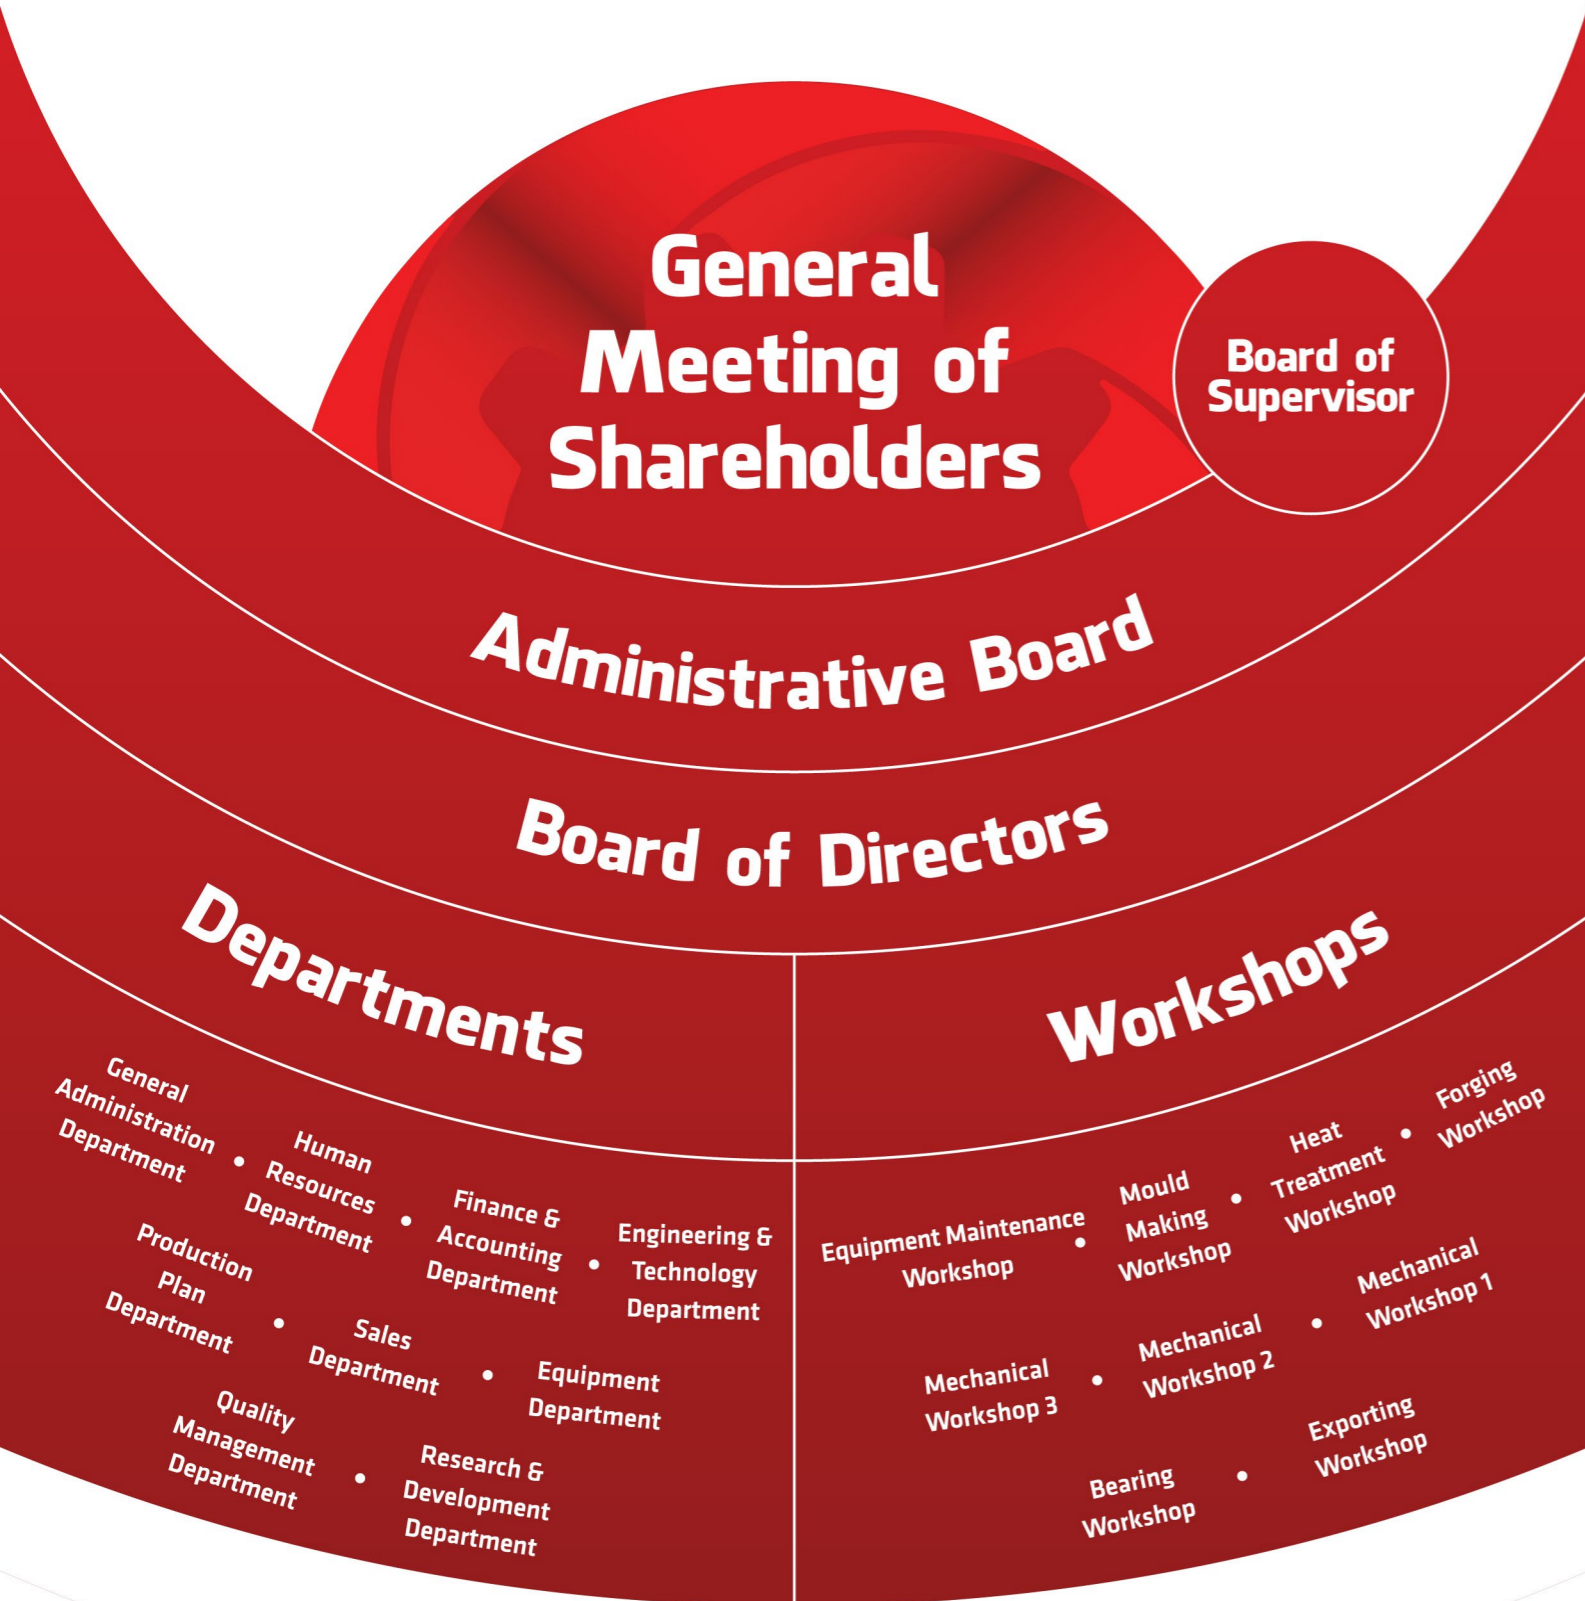 General
Meeting of
Shareholders
Board of
Supervisor
Administrative Board
Board of Directors
Departments
General
Administration
Department
•
Human
Resources
Department
•
Finance &
Accounting
Department
•
Engineering &
Technology
Department
Production
Plan
Department
•
Sales
Department
•
Equipment
Department
Quality
Management
Department
•
Research &
Development
Department
Workshops
Equipment Maintenance
Workshop
•
Mould
Making
Workshop
•
Heat
Treatment
Workshop
•
Forging
Workshop
Mechanical
Workshop 3
•
Mechanical
Workshop 2
•
Mechanical
Workshop 1
Bearing
Workshop
•
Exporting
Workshop